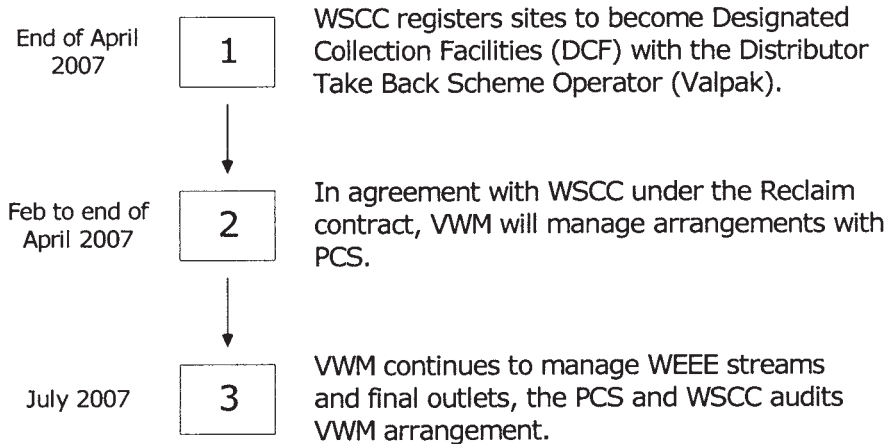 End of April
2007
1
WSCC registers sites to become Designated
Collection Facilities (DCF) with the Distributor
Take Back Scheme Operator (Valpak).
Feb to end of
April 2007
2
In agreement with WSCC under the Reclaim
contract, VWM will manage arrangements with
PCS.
July 2007
3
VWM continues to manage WEEE streams
and final outlets, the PCS and WSCC audits
VWM arrangement.